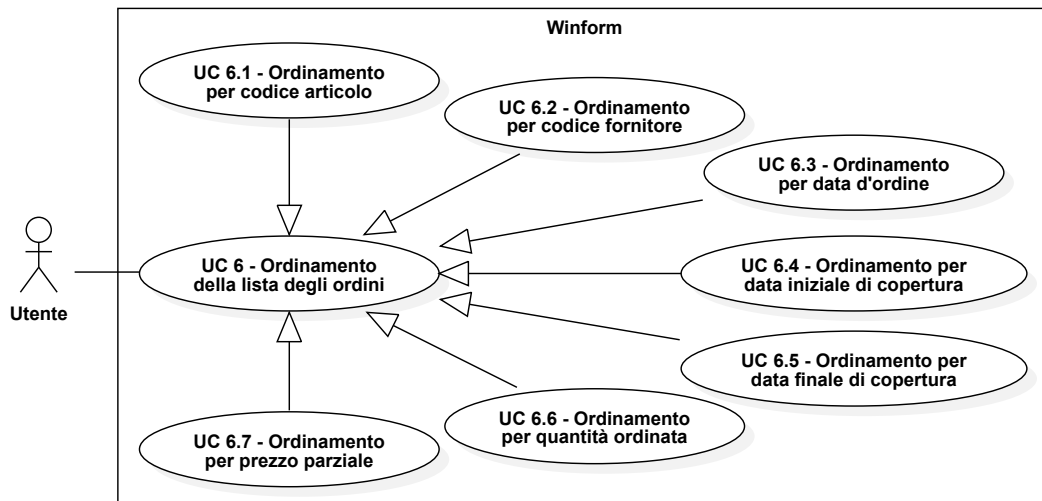 Winform
UC 6.1 - Ordinamento
per codice articolo
UC 6.2 - Ordinamento
per codice fornitore
UC 6.3 - Ordinamento
per data d'ordine
UC 6 - Ordinamento
della lista degli ordini
UC 6.4 - Ordinamento per
data iniziale di copertura
Utente
UC 6.5 - Ordinamento per
data finale di copertura
UC 6.6 - Ordinamento
per quantità ordinata
UC 6.7 - Ordinamento
per prezzo parziale